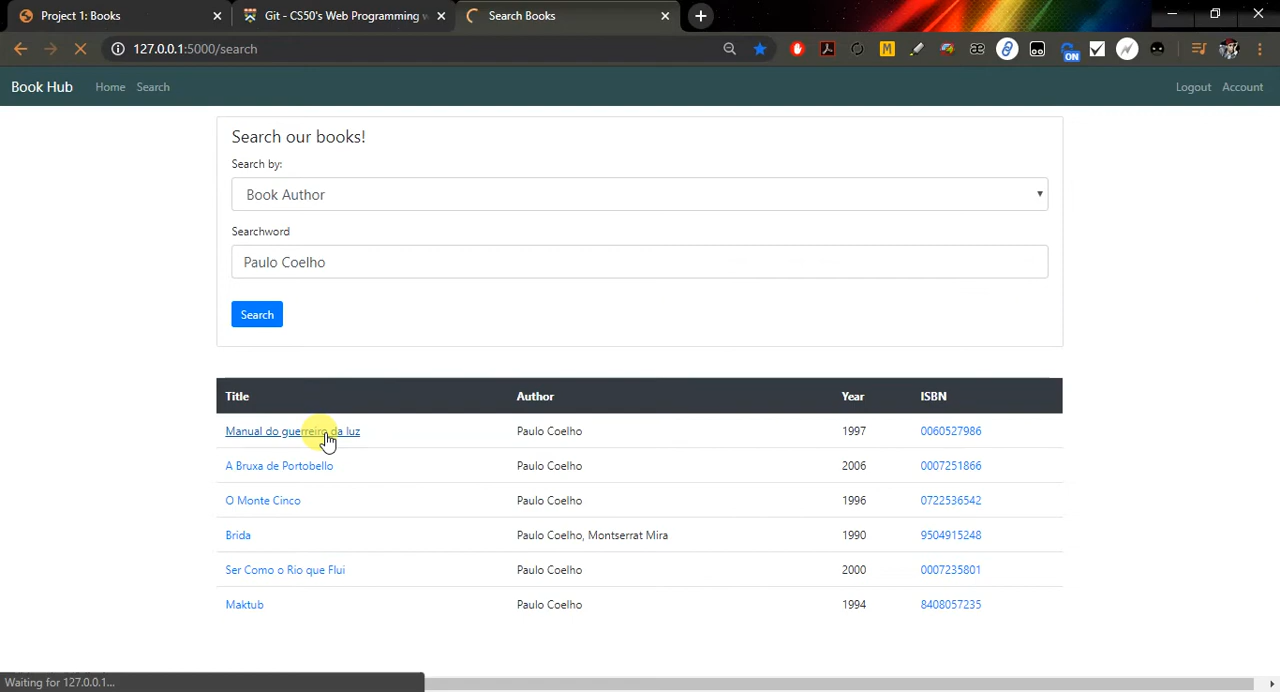 Project 1: Books
Git - CS50's Web Programming w
Search Books
127.0.0.1:5000/search
ON
Book Hub Home Search Logout Account
Search our books!
Search by:
Book Author
Searchword
Paulo Coelho
Search
Title Author Year ISBN
Manual do guerreiro da luz Paulo Coelho 1997 0060527986
A Bruxa de Portobello Paulo Coelho 2006 0007251866
O Monte Cinco Paulo Coelho 1996 0722536542
Brida Paulo Coelho, Montserrat Mira 1990 9504915248
Ser Como o Rio que Flui Paulo Coelho 2000 0007235801
Maktub Paulo Coelho 1994 8408057235
Waiting for 127.0.0.1...